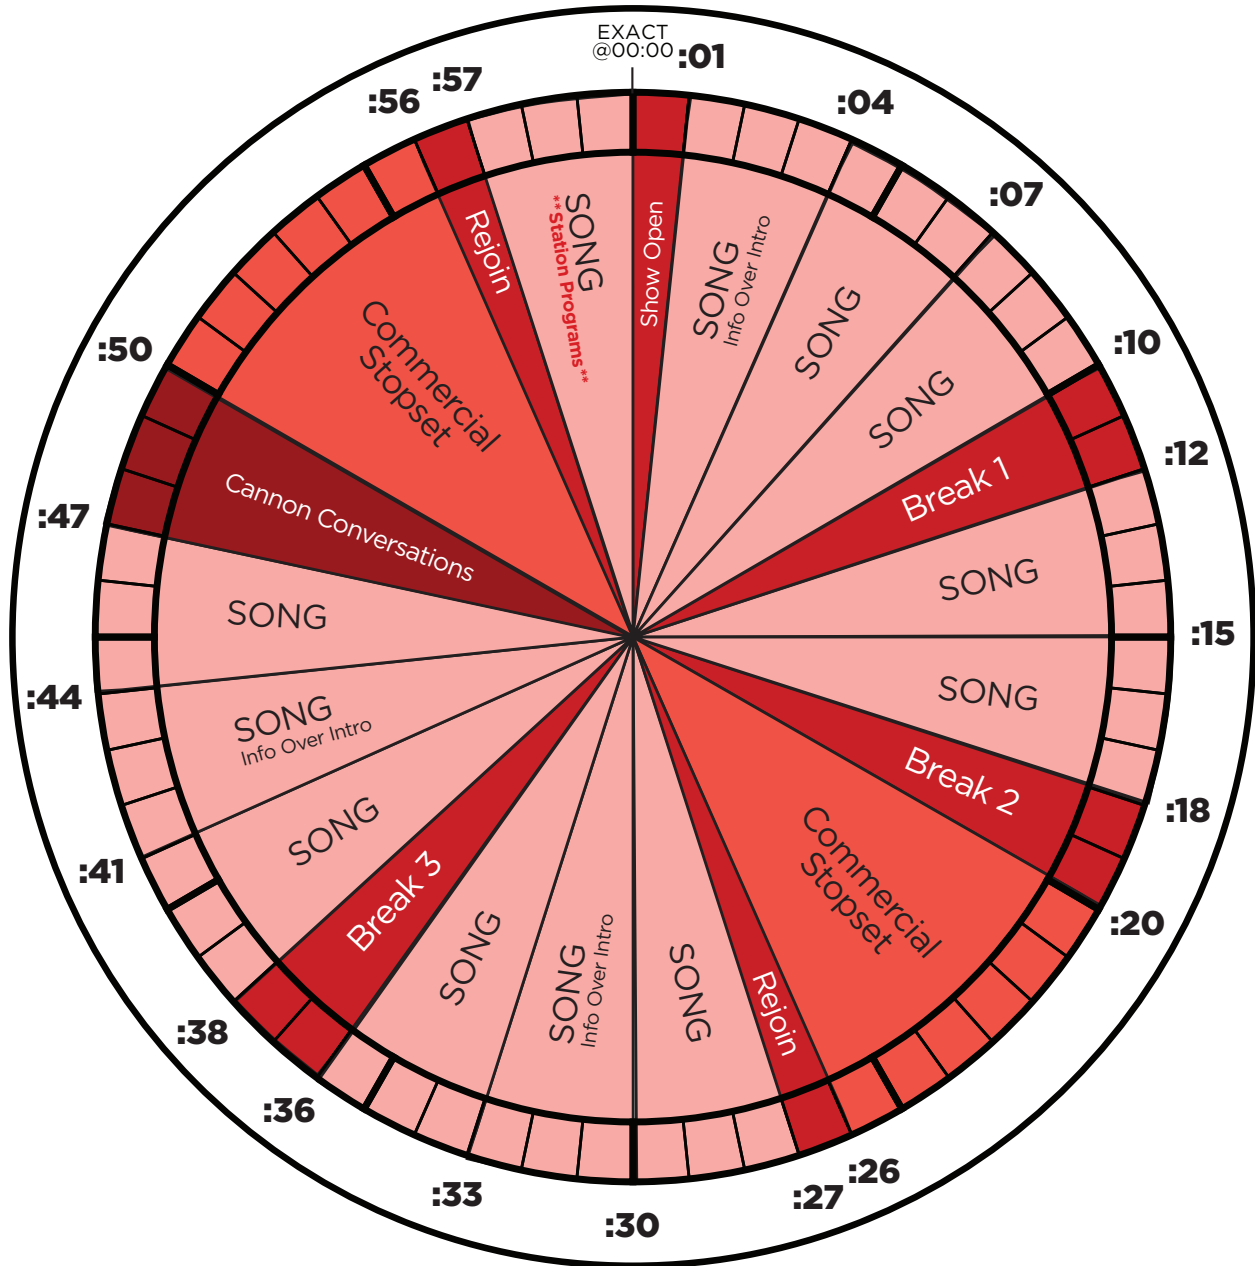 EXACT
@00:00
:01
:04
:07
:10
:12
:15
:18
:20
:26
:27
:30
:33
:36
:38
:41
:44
:47
:50
:56
:57
Show Open
SONG
Info Over Intro
SONG
SONG
Break 1
SONG
SONG
Break 2
Commercial
Stopset
Rejoin
SONG
SONG
Info Over Intro
SONG
Break 3
SONG
SONG
Info Over Intro
SONG
Cannon Conversations
Commercial
Stopset
Rejoin
SONG
**Station Programs**